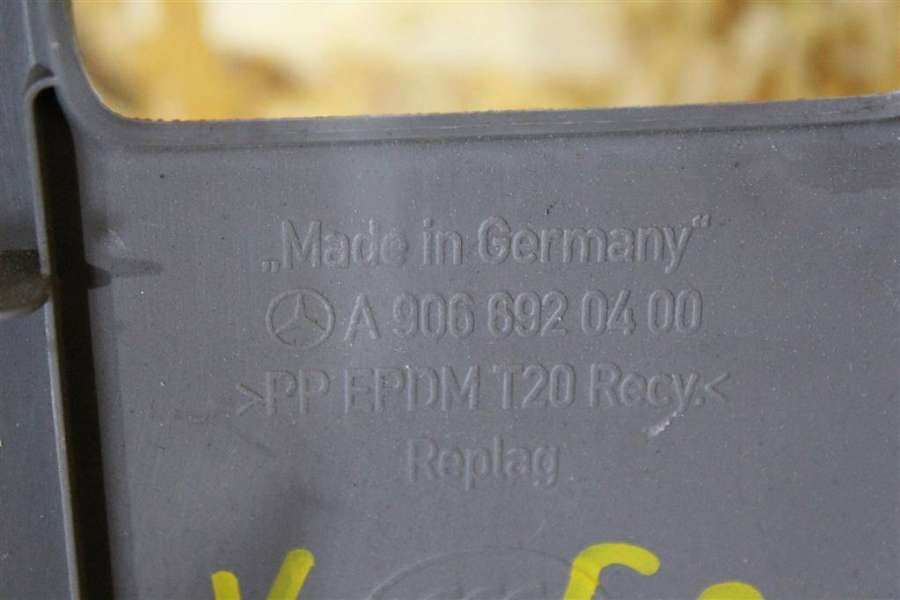 „Made in Germany“
A 906 692 04 00
>PP EPDM T20 Recy.<
Replag